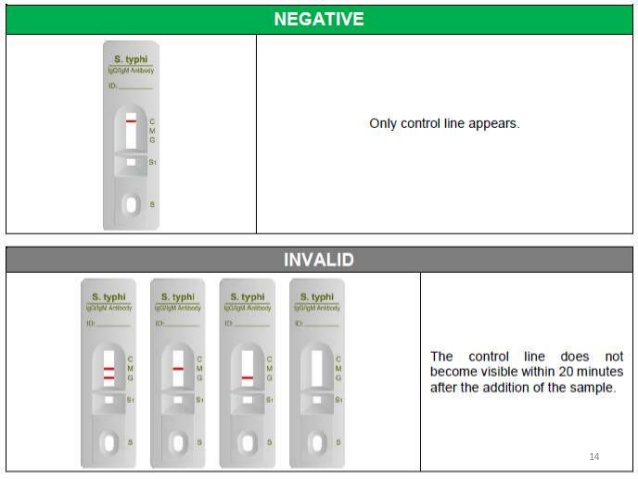 NEGATIVE
S. typhi
IgG/IgM Antibody
ID:
C
M
G
S1
S
Only control line appears.
INVALID
S. typhi
IgG/IgM Antibody
ID:
C
M
G
S1
S
S. typhi
IgG/IgM Antibody
ID:
C
M
G
S1
S
S. typhi
IgG/IgM Antibody
ID:
C
M
G
S1
S
S. typhi
IgG/IgM Antibody
ID:
C
M
G
S1
S
The control line does not
become visible within 20 minutes
after the addition of the sample.
14